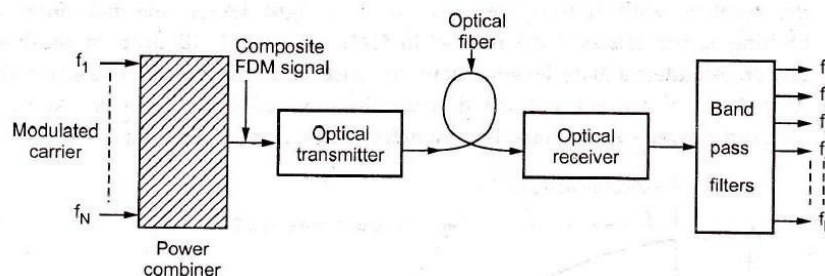 Optical
fiber
Composite
FDM signal
f1
Modulated
carrier
fN
Power
combiner
Optical
transmitter
Optical
receiver
Band
pass
filters
f
f
f
f
f